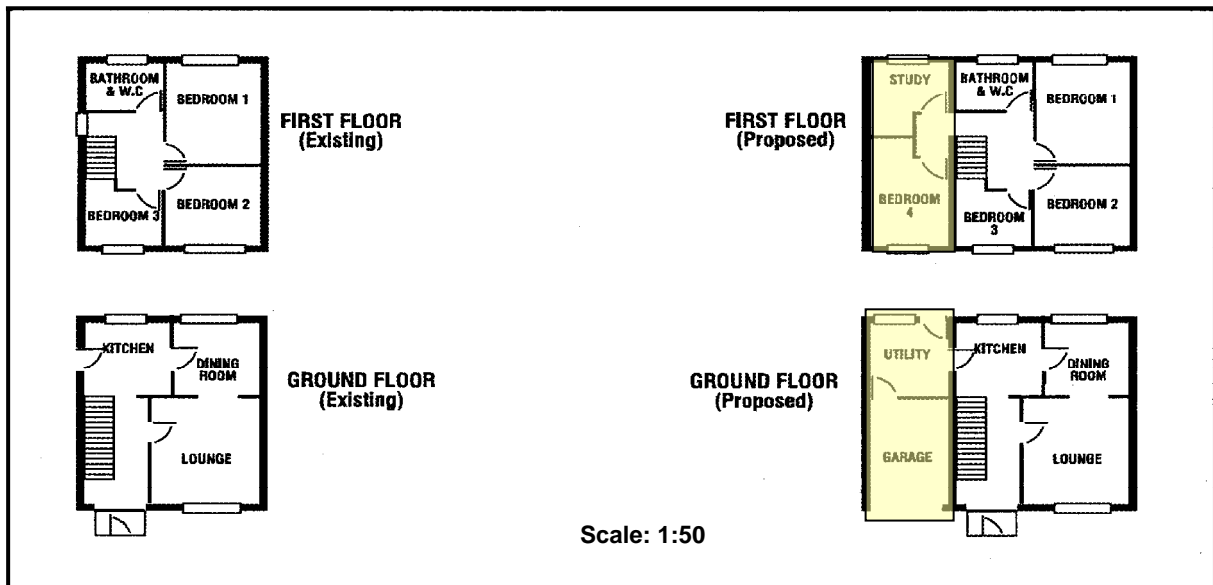 BATHROOM
& W.C
BEDROOM 1
BEDROOM 3
BEDROOM 2
FIRST FLOOR
(Existing)
FIRST FLOOR
(Proposed)
STUDY
BATHROOM
& W.C
BEDROOM 1
BEDROOM
4
BEDROOM
3
BEDROOM 2
KITCHEN
DINING
ROOM
LOUNGE
GROUND FLOOR
(Existing)
GROUND FLOOR
(Proposed)
UTILITY
KITCHEN
DINING
ROOM
GARAGE
LOUNGE
Scale: 1:50